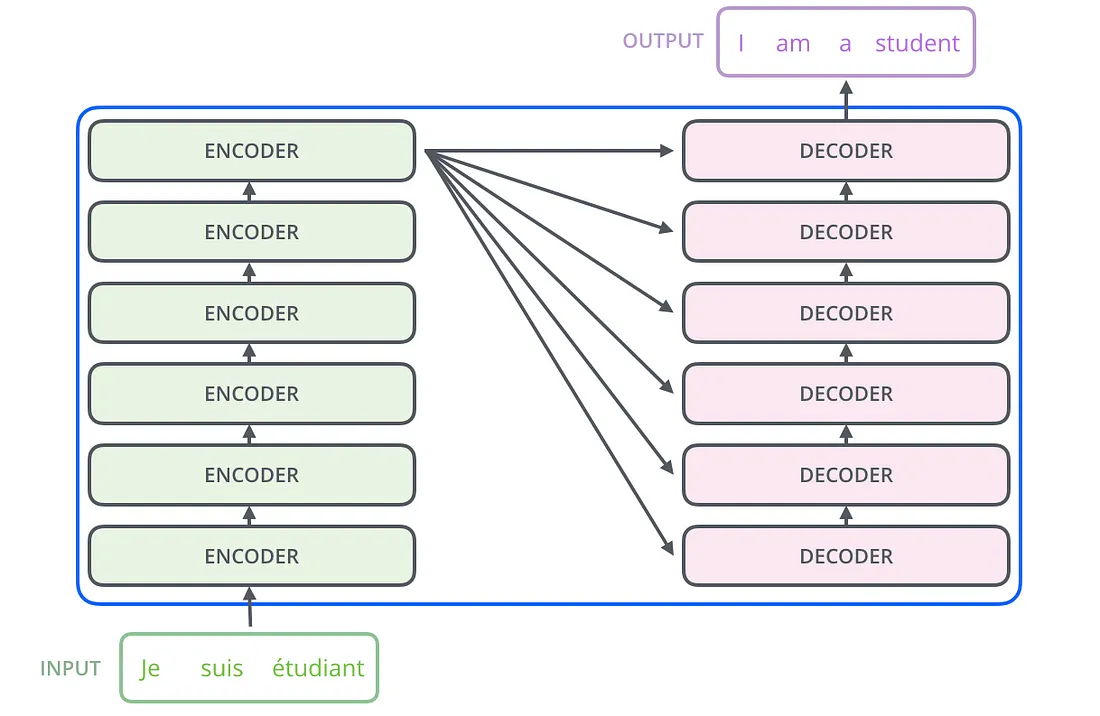 OUTPUT
I am a student
ENCODER
DECODER
ENCODER
DECODER
ENCODER
DECODER
ENCODER
DECODER
ENCODER
DECODER
ENCODER
DECODER
INPUT
Je suis étudiant